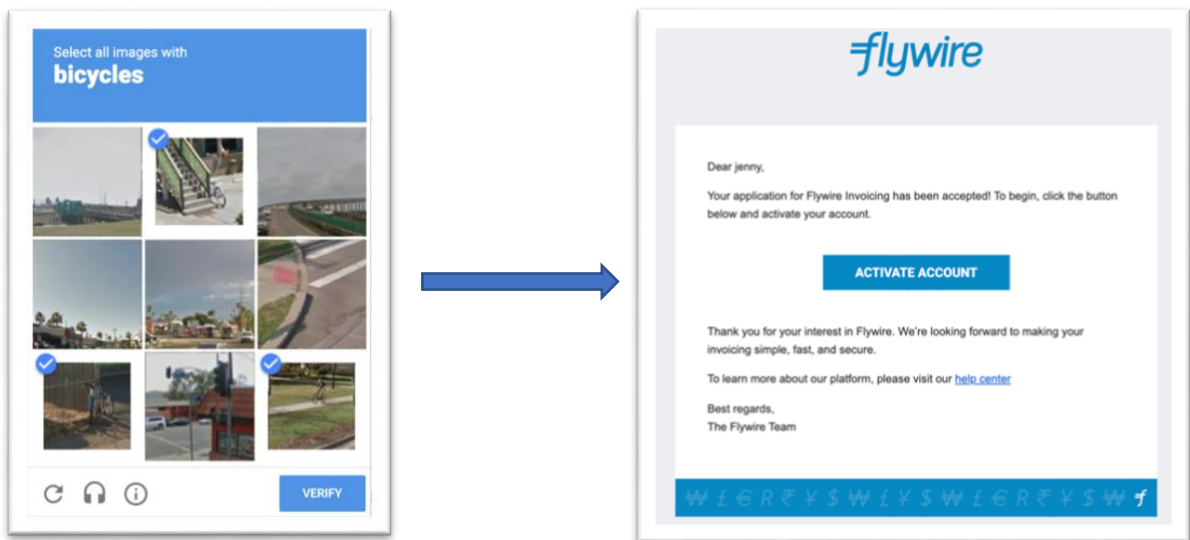 Select all images with
bicycles
VERIFY
flywire
Dear jenny,
Your application for Flywire Invoicing has been accepted! To begin, click the button
below and activate your account.
ACTIVATE ACCOUNT
Thank you for your interest in Flywire. We're looking forward to making your
invoicing simple, fast, and secure.
To learn more about our platform, please visit our help center
Best regards,
The Flywire Team
₩ £ € R ₹ ¥ $ ₩ £ ¥ $ ₩ £ € R ₹ ¥ $ ₩ f